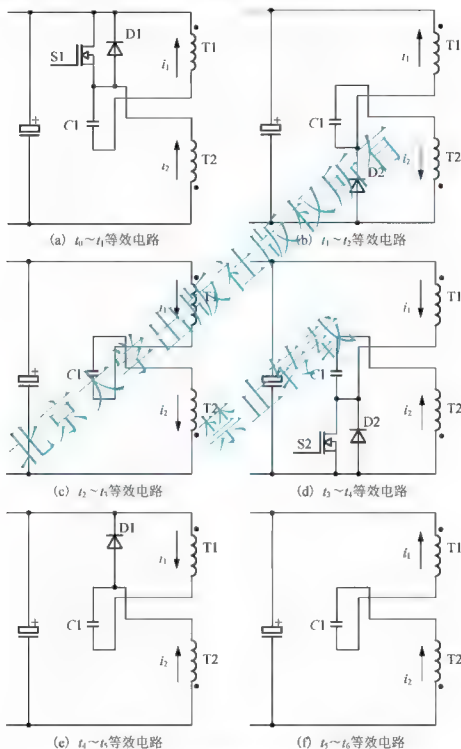 D1
S1
T1
i₁
C1
T2
i₂
+
(a) t₀~t₁等效电路
T1
i₁
C1
T2
i₂
D2
+
(b) t₁~t₂等效电路
T1
i₁
C1
T2
i₂
+
(c) t₂~t₃等效电路
T1
i₁
C1
D2
S2
T2
i₂
+
(d) t₃~t₄等效电路
D1
T1
i₁
C1
T2
i₂
+
(e) t₄~t₅等效电路
T1
i₁
C1
T2
i₂
+
(f) t₅~t₆等效电路
北京大学出版社版权所有
禁止转载